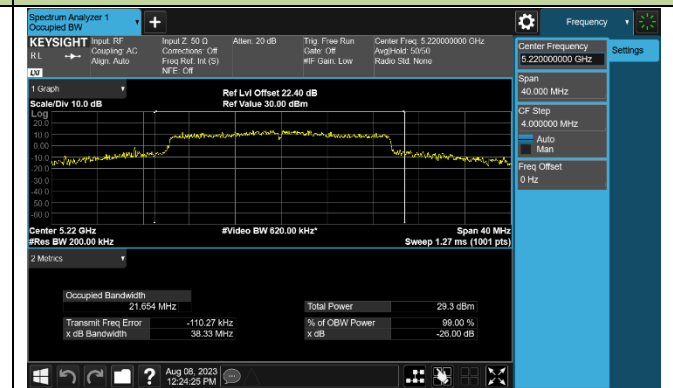 Spectrum Analyzer 1
Occupied BW
Frequency
KEYSIGHT
RL
LXI
Input: RF
Coupling: AC
Align: Auto
Input Z: 50 Ω
Corrections: Off
Freq Ref: Int (S)
NFE: Off
Atten: 20 dB
Trig: Free Run
Gate: Off
#IF Gain: Low
Center Freq: 5.220000000 GHz
Avg|Hold: 50/50
Radio Std: None
Center Frequency
5.220000000 GHz
Settings
Span
40.000 MHz
CF Step
4.000000 MHz
Auto
Man
Freq Offset
0 Hz
1 Graph
Scale/Div 10.0 dB
Ref Lvl Offset 22.40 dB
Ref Value 30.00 dBm
Log
20.0
10.0
0.00
-10.0
-20.0
-30.0
-40.0
-50.0
-60.0
Center 5.22 GHz
#Video BW 620.00 kHz*
Span 40 MHz
#Res BW 200.00 kHz
Sweep 1.27 ms (1001 pts)
2 Metrics
Occupied Bandwidth
21.654 MHz
Total Power
29.3 dBm
Transmit Freq Error
-110.27 kHz
% of OBW Power
99.00 %
x dB Bandwidth
38.33 MHz
x dB
-26.00 dB
?
Aug 08, 2023
12:24:25 PM